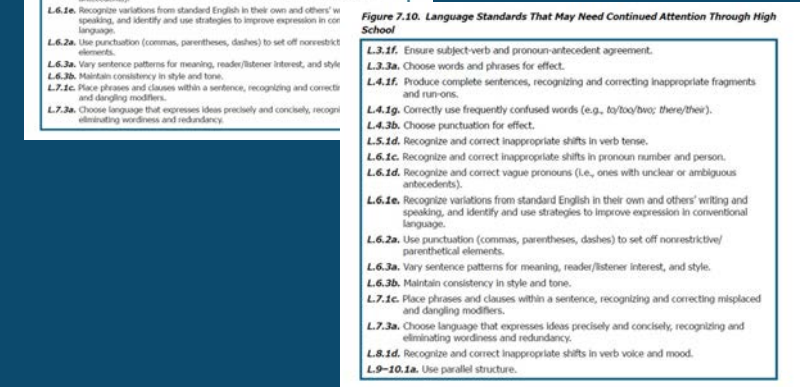 L.6.1e. Recognize variations from standard English in their own and others'
speaking, and identify and use strategies to improve expression in
language.
L.6.2a. Use punctuation (commas, parentheses, dashes) to set off
elements.
L.6.3a. Vary sentence patterns for meaning, reader/listener interest, and style
L.6.3b. Maintain consistency in style and tone.
L.7.1c. Place phrases and clauses within a sentence, recognizing and
and dangling modifiers.
L.7.3a. Choose language that expresses ideas precisely and concisely,
eliminating wordiness and redundancy.
Figure 7.10. Language Standards That May Need Continued Attention Through High
School
L.3.1f. Ensure subject-verb and pronoun-antecedent agreement.
L.3.3a. Choose words and phrases for effect.
L.4.1f. Produce complete sentences, recognizing and correcting inappropriate fragments
and run-ons.
L.4.1g. Correctly use frequently confused words (e.g., to/too/two; there/their).
L.4.3b. Choose punctuation for effect.
L.5.1d. Recognize and correct inappropriate shifts in verb tense.
L.6.1c. Recognize and correct inappropriate shifts in pronoun number and person.
L.6.1d. Recognize and correct vague pronouns (i.e., ones with unclear or ambiguous
antecedents).
L.6.1e. Recognize variations from standard English in their own and others' writing and
speaking, and identify and use strategies to improve expression in conventional
language.
L.6.2a. Use punctuation (commas, parentheses, dashes) to set off nonrestrictive/
parenthetical elements.
L.6.3a. Vary sentence patterns for meaning, reader/listener interest, and style.
L.6.3b. Maintain consistency in style and tone.
L.7.1c. Place phrases and clauses within a sentence, recognizing and correcting misplaced
and dangling modifiers.
L.7.3a. Choose language that expresses ideas precisely and concisely, recognizing and
eliminating wordiness and redundancy.
L.8.1d. Recognize and correct inappropriate shifts in verb voice and mood.
L.9–10.1a. Use parallel structure.